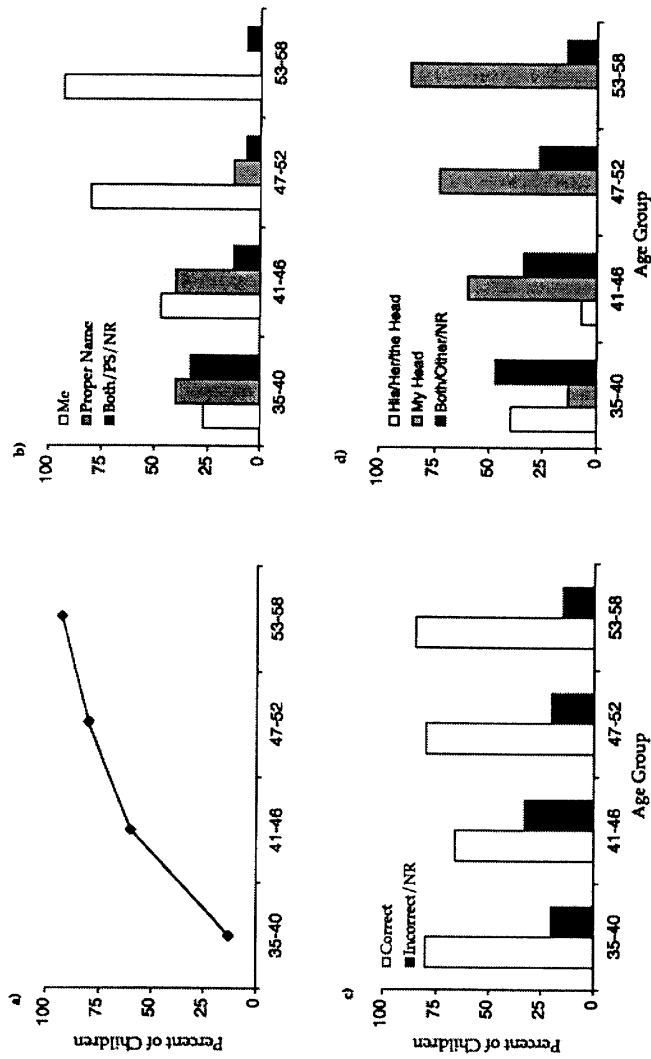 a)
100
75
50
25
0
Percent of Children
35-40
41-46
47-52
53-58
b)
100
75
50
25
0
Me
Proper Name
Both/PS/NR
35-40
41-46
47-52
53-58
c)
100
75
50
25
0
Percent of Children
Correct
Incorrect/NR
35-40
41-46
47-52
53-58
Age Group
d)
100
75
50
25
0
His/Her/the Head
My Head
Both/Other/NR
35-40
41-46
47-52
53-58
Age Group